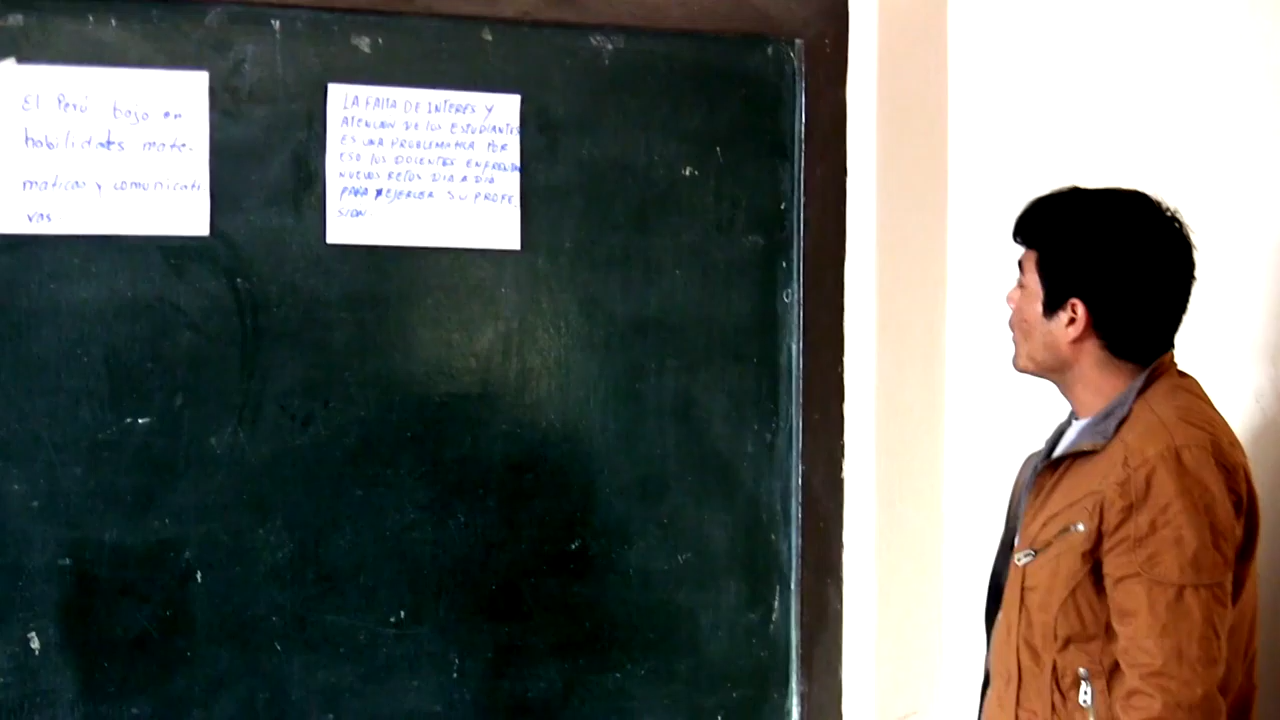 El Perú bajo en
habilidades mate-
maticas y comunicati
vas
LA FALTA DE INTERES Y
ATENCION DE LOS ESTUDIANTES
ES UNA PROBLEMATICA POR
ESO LOS DOCENTES ENFRENTAN
NUEVOS RETOS DIA A DIA
PARA EJERCER SU PROFE-
SION.